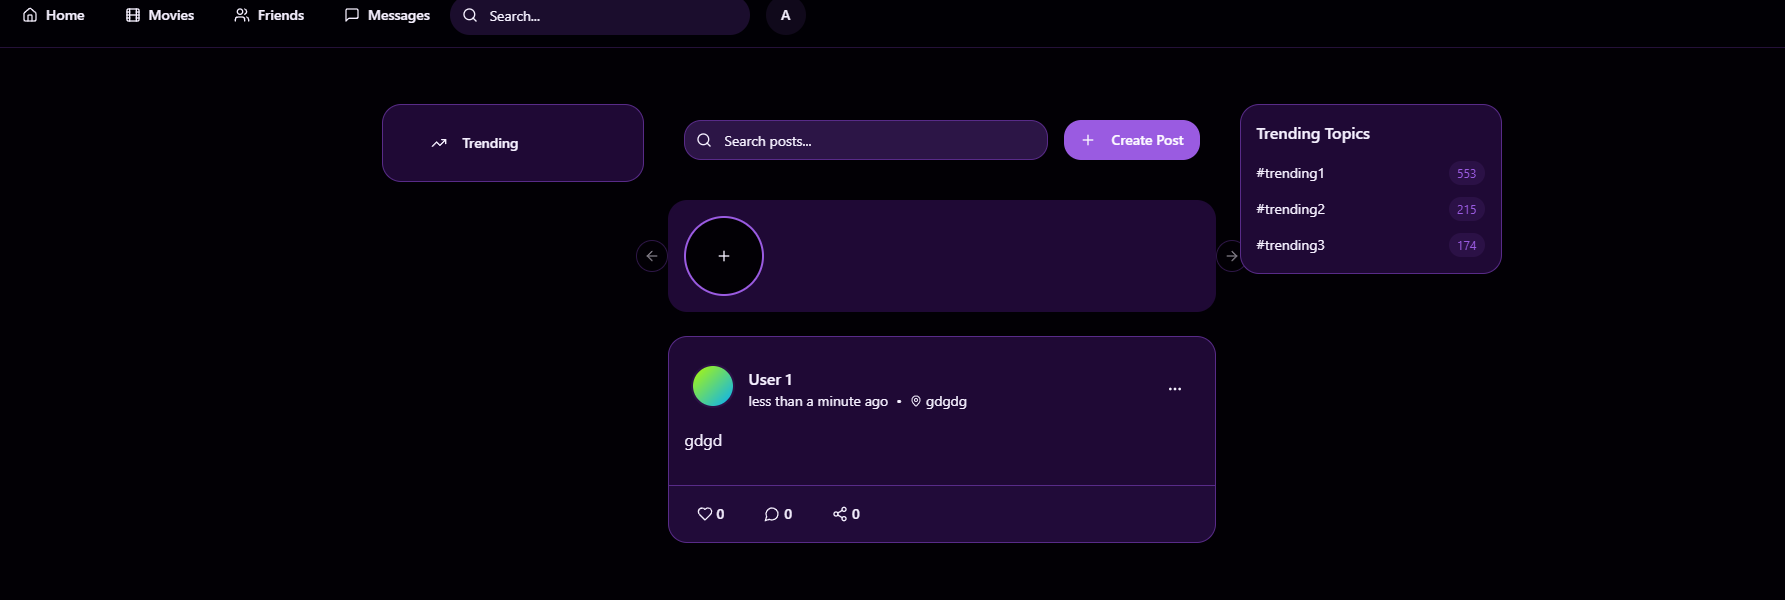 Home Movies Friends Messages Search... A
Trending
Search posts... Create Post
Trending Topics
#trending1 553
#trending2 215
#trending3 174
User 1
less than a minute ago • gdgdg
gdgd
0 0 0